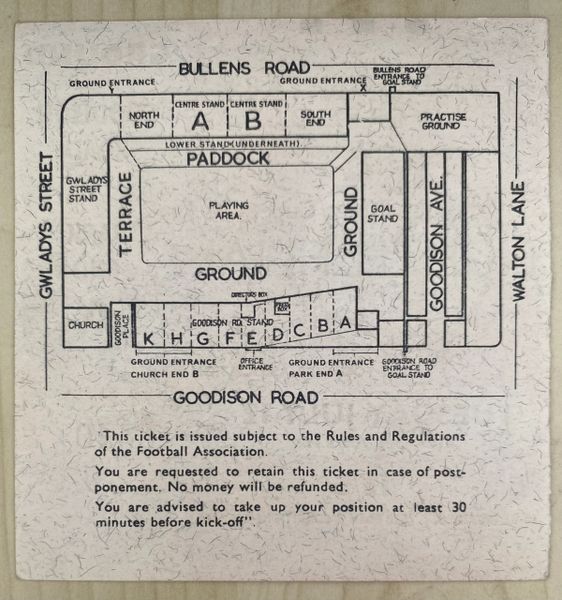 BULLENS ROAD
GROUND ENTRANCE
Y
GROUND ENTRANCE
X
BULLENS ROAD
ENTRANCE TO
GOAL STAND
NORTH
END
CENTRE STAND
A
CENTRE STAND
B
SOUTH
END
PRACTISE
GROUND
LOWER STAND (UNDERNEATH)
PADDOCK
GWLADYS STREET
GWLADYS
STREET
STAND
TERRACE
PLAYING
AREA.
GROUND
GOAL
STAND
GOODISON AVE.
WALTON LANE
GROUND
DIRECTORS BOX
PRESS
BOX
CHURCH
GOODISON
PLACE
GOODISON RD. STAND
K H G F E D C B A
GROUND ENTRANCE
CHURCH END B
OFFICE
ENTRANCE
GROUND ENTRANCE
PARK END A
GOODISON ROAD
ENTRANCE TO
GOAL STAND
GOODISON ROAD
"This ticket is issued subject to the Rules and Regulations
of the Football Association.
You are requested to retain this ticket in case of post-
ponement. No money will be refunded.
You are advised to take up your position at least 30
minutes before kick-off".